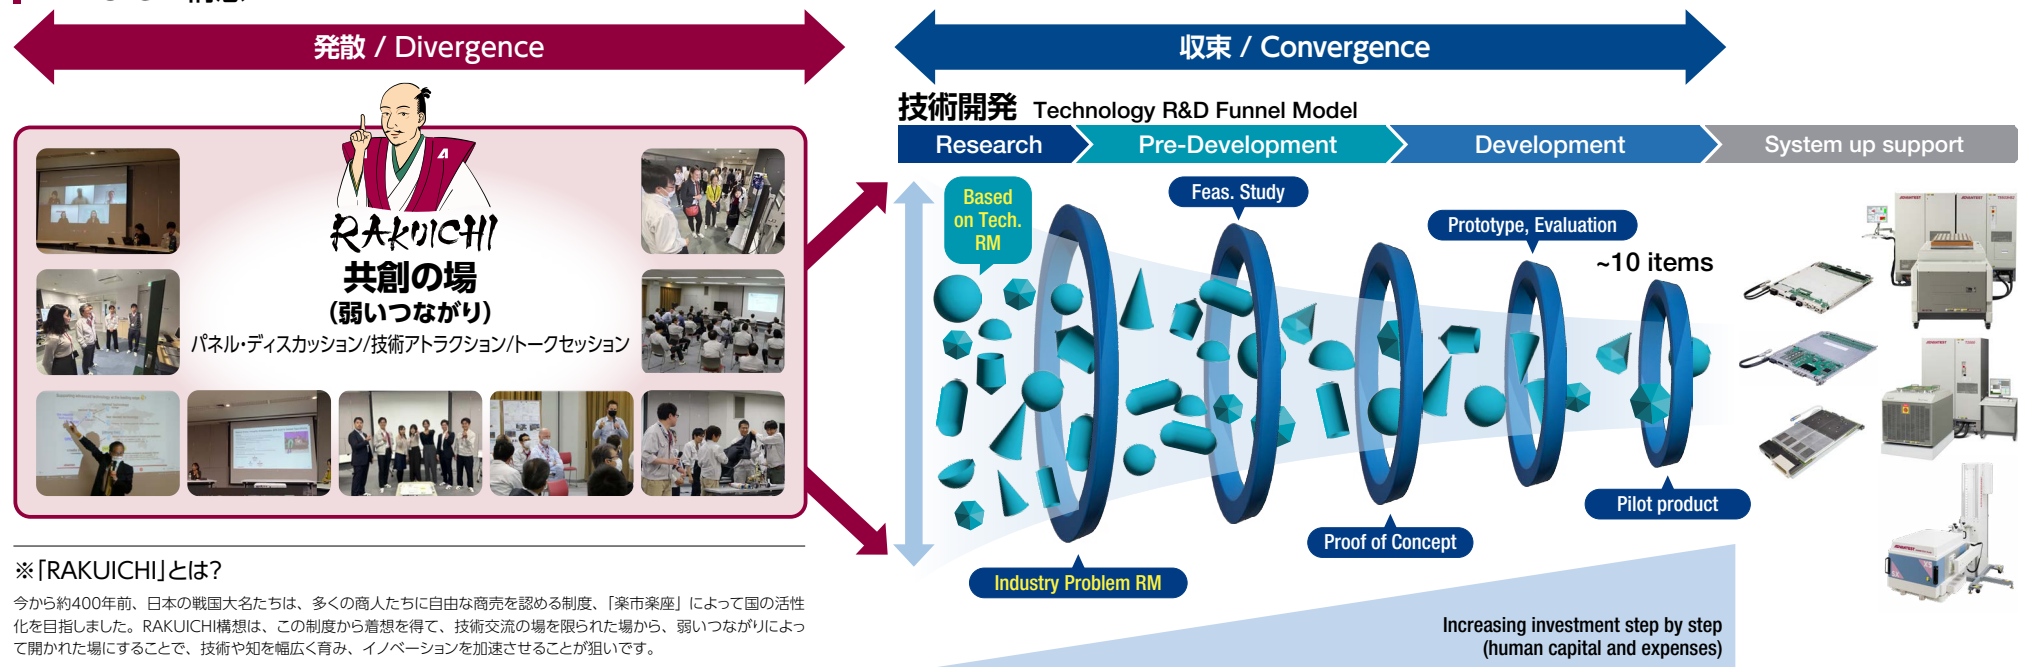 発散 / Divergence
収束 / Convergence
技術開発 Technology R&D Funnel Model
Research
Pre-Development
Development
System up support
RAKUICHI
共創の場
(弱いつながり)
パネル・ディスカッション/技術アトラクション/トークセッション
Based
on Tech.
RM
Feas. Study
Prototype, Evaluation
~10 items
Pilot product
Proof of Concept
Industry Problem RM
Increasing investment step by step
(human capital and expenses)
※「RAKUICHI」とは?
今から約400年前、日本の戦国大名たちは、多くの商人たちに自由な商売を認める制度、「楽市楽座」によって国の活性
化を目指しました。RAKUICHI構想は、この制度から着想を得て、技術交流の場を限られた場から、弱いつながりによっ
て開かれた場にすることで、技術や知を幅広く育み、イノベーションを加速させることが狙いです。